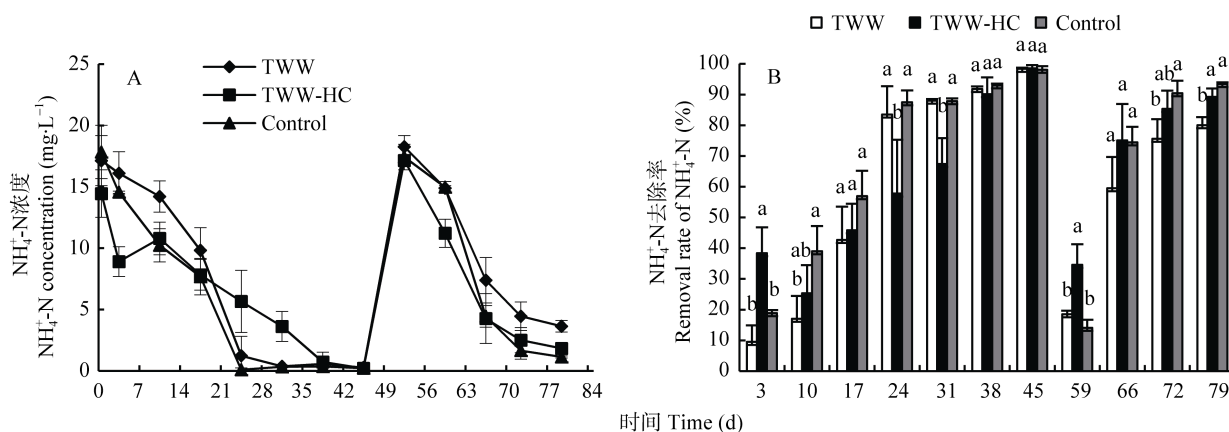 A
TWW
TWW-HC
Control
NH₄⁺-N浓度
NH₄⁺-N concentration (mg·L⁻¹)
25
20
15
10
5
0
0 7 14 21 28 35 42 49 56 63 70 77 84
TWW TWW-HC Control
B
NH₄⁺-N去除率
Removal rate of NH₄⁺-N (%)
100
90
80
70
60
50
40
30
20
10
0
b a b
ab b a
a a a
a b a
a b a
a a a
a a a
b a b
a a a
b ab a
b a a
3 10 17 24 31 38 45 59 66 72 79
时间 Time (d)